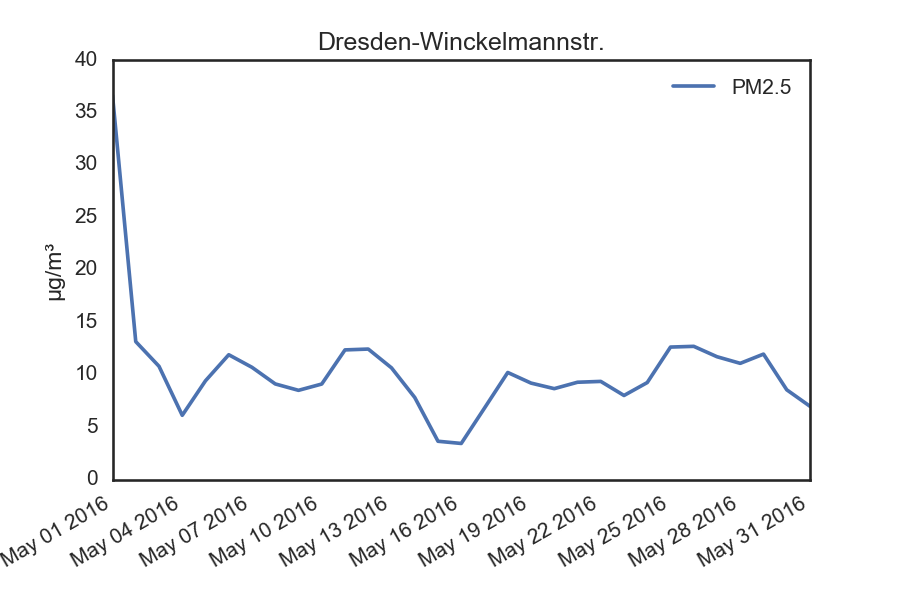 Dresden-Winckelmannstr.
PM2.5
µg/m³
40
35
30
25
20
15
10
5
0
May 01 2016
May 04 2016
May 07 2016
May 10 2016
May 13 2016
May 16 2016
May 19 2016
May 22 2016
May 25 2016
May 28 2016
May 31 2016